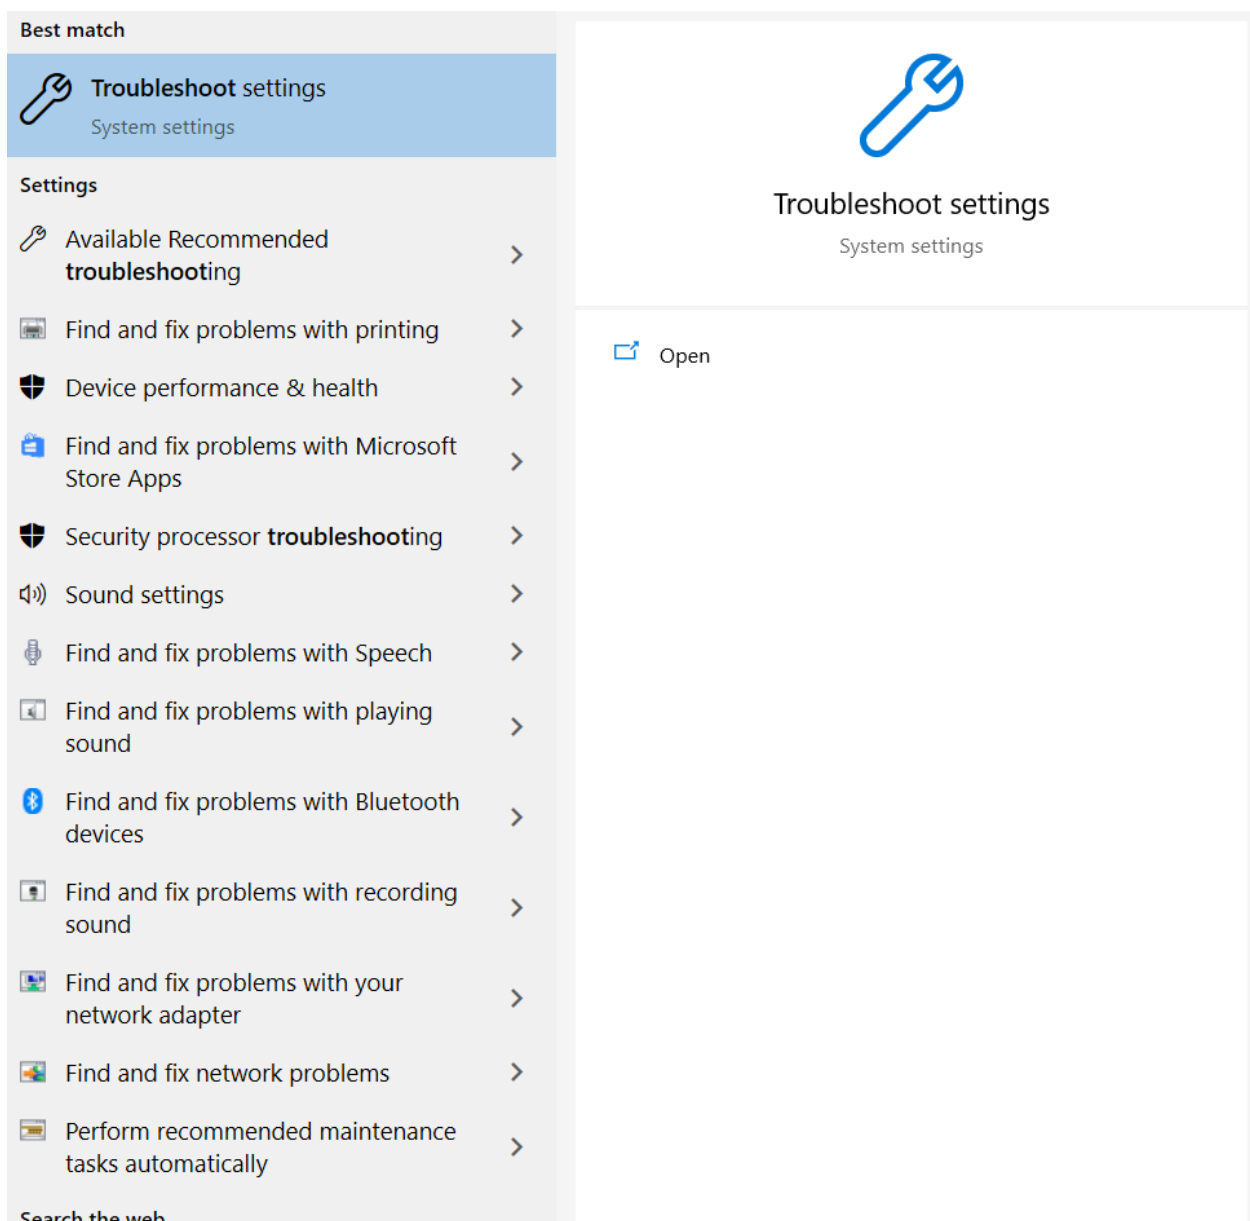 Best match
Troubleshoot settings
System settings
Settings
Available Recommended
troubleshooting
Find and fix problems with printing
Device performance & health
Find and fix problems with Microsoft
Store Apps
Security processor troubleshooting
Sound settings
Find and fix problems with Speech
Find and fix problems with playing
sound
Find and fix problems with Bluetooth
devices
Find and fix problems with recording
sound
Find and fix problems with your
network adapter
Find and fix network problems
Perform recommended maintenance
tasks automatically
Search the web
Troubleshoot settings
System settings
Open